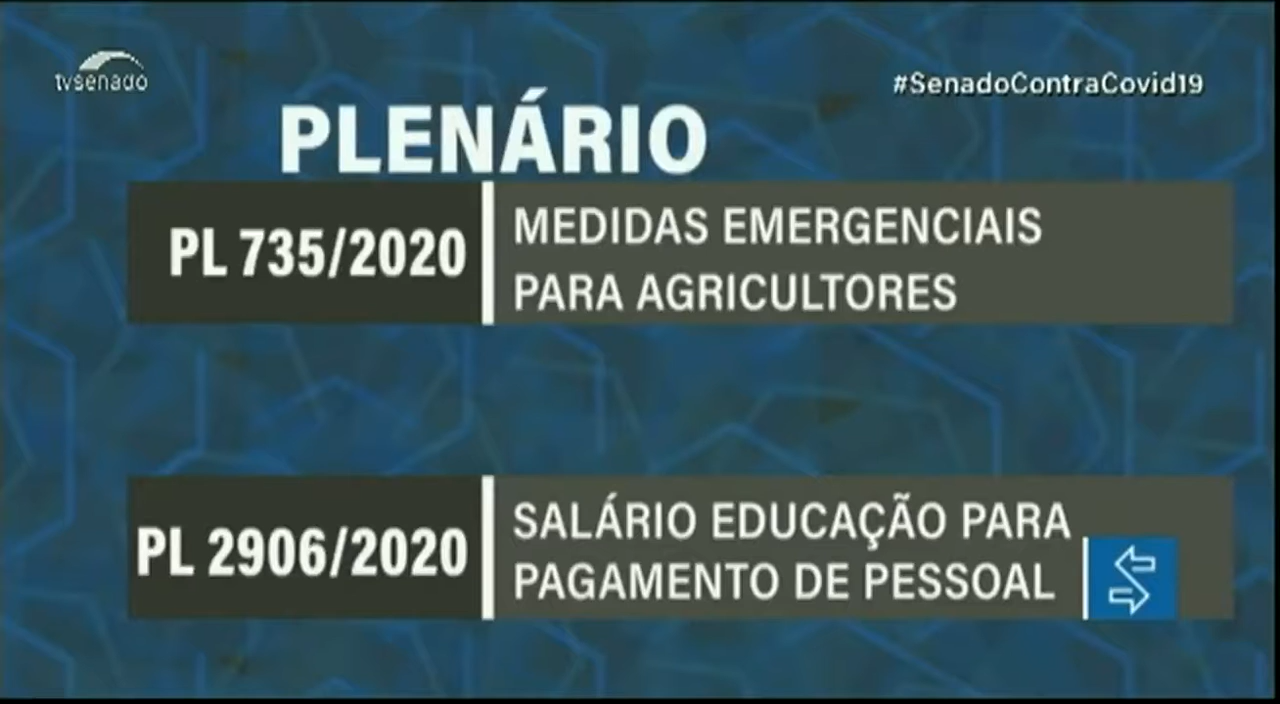 tvsenado
#SenadoContraCovid19
PLENÁRIO
PL 735/2020
MEDIDAS EMERGENCIAIS
PARA AGRICULTORES
PL 2906/2020
SALÁRIO EDUCAÇÃO PARA
PAGAMENTO DE PESSOAL